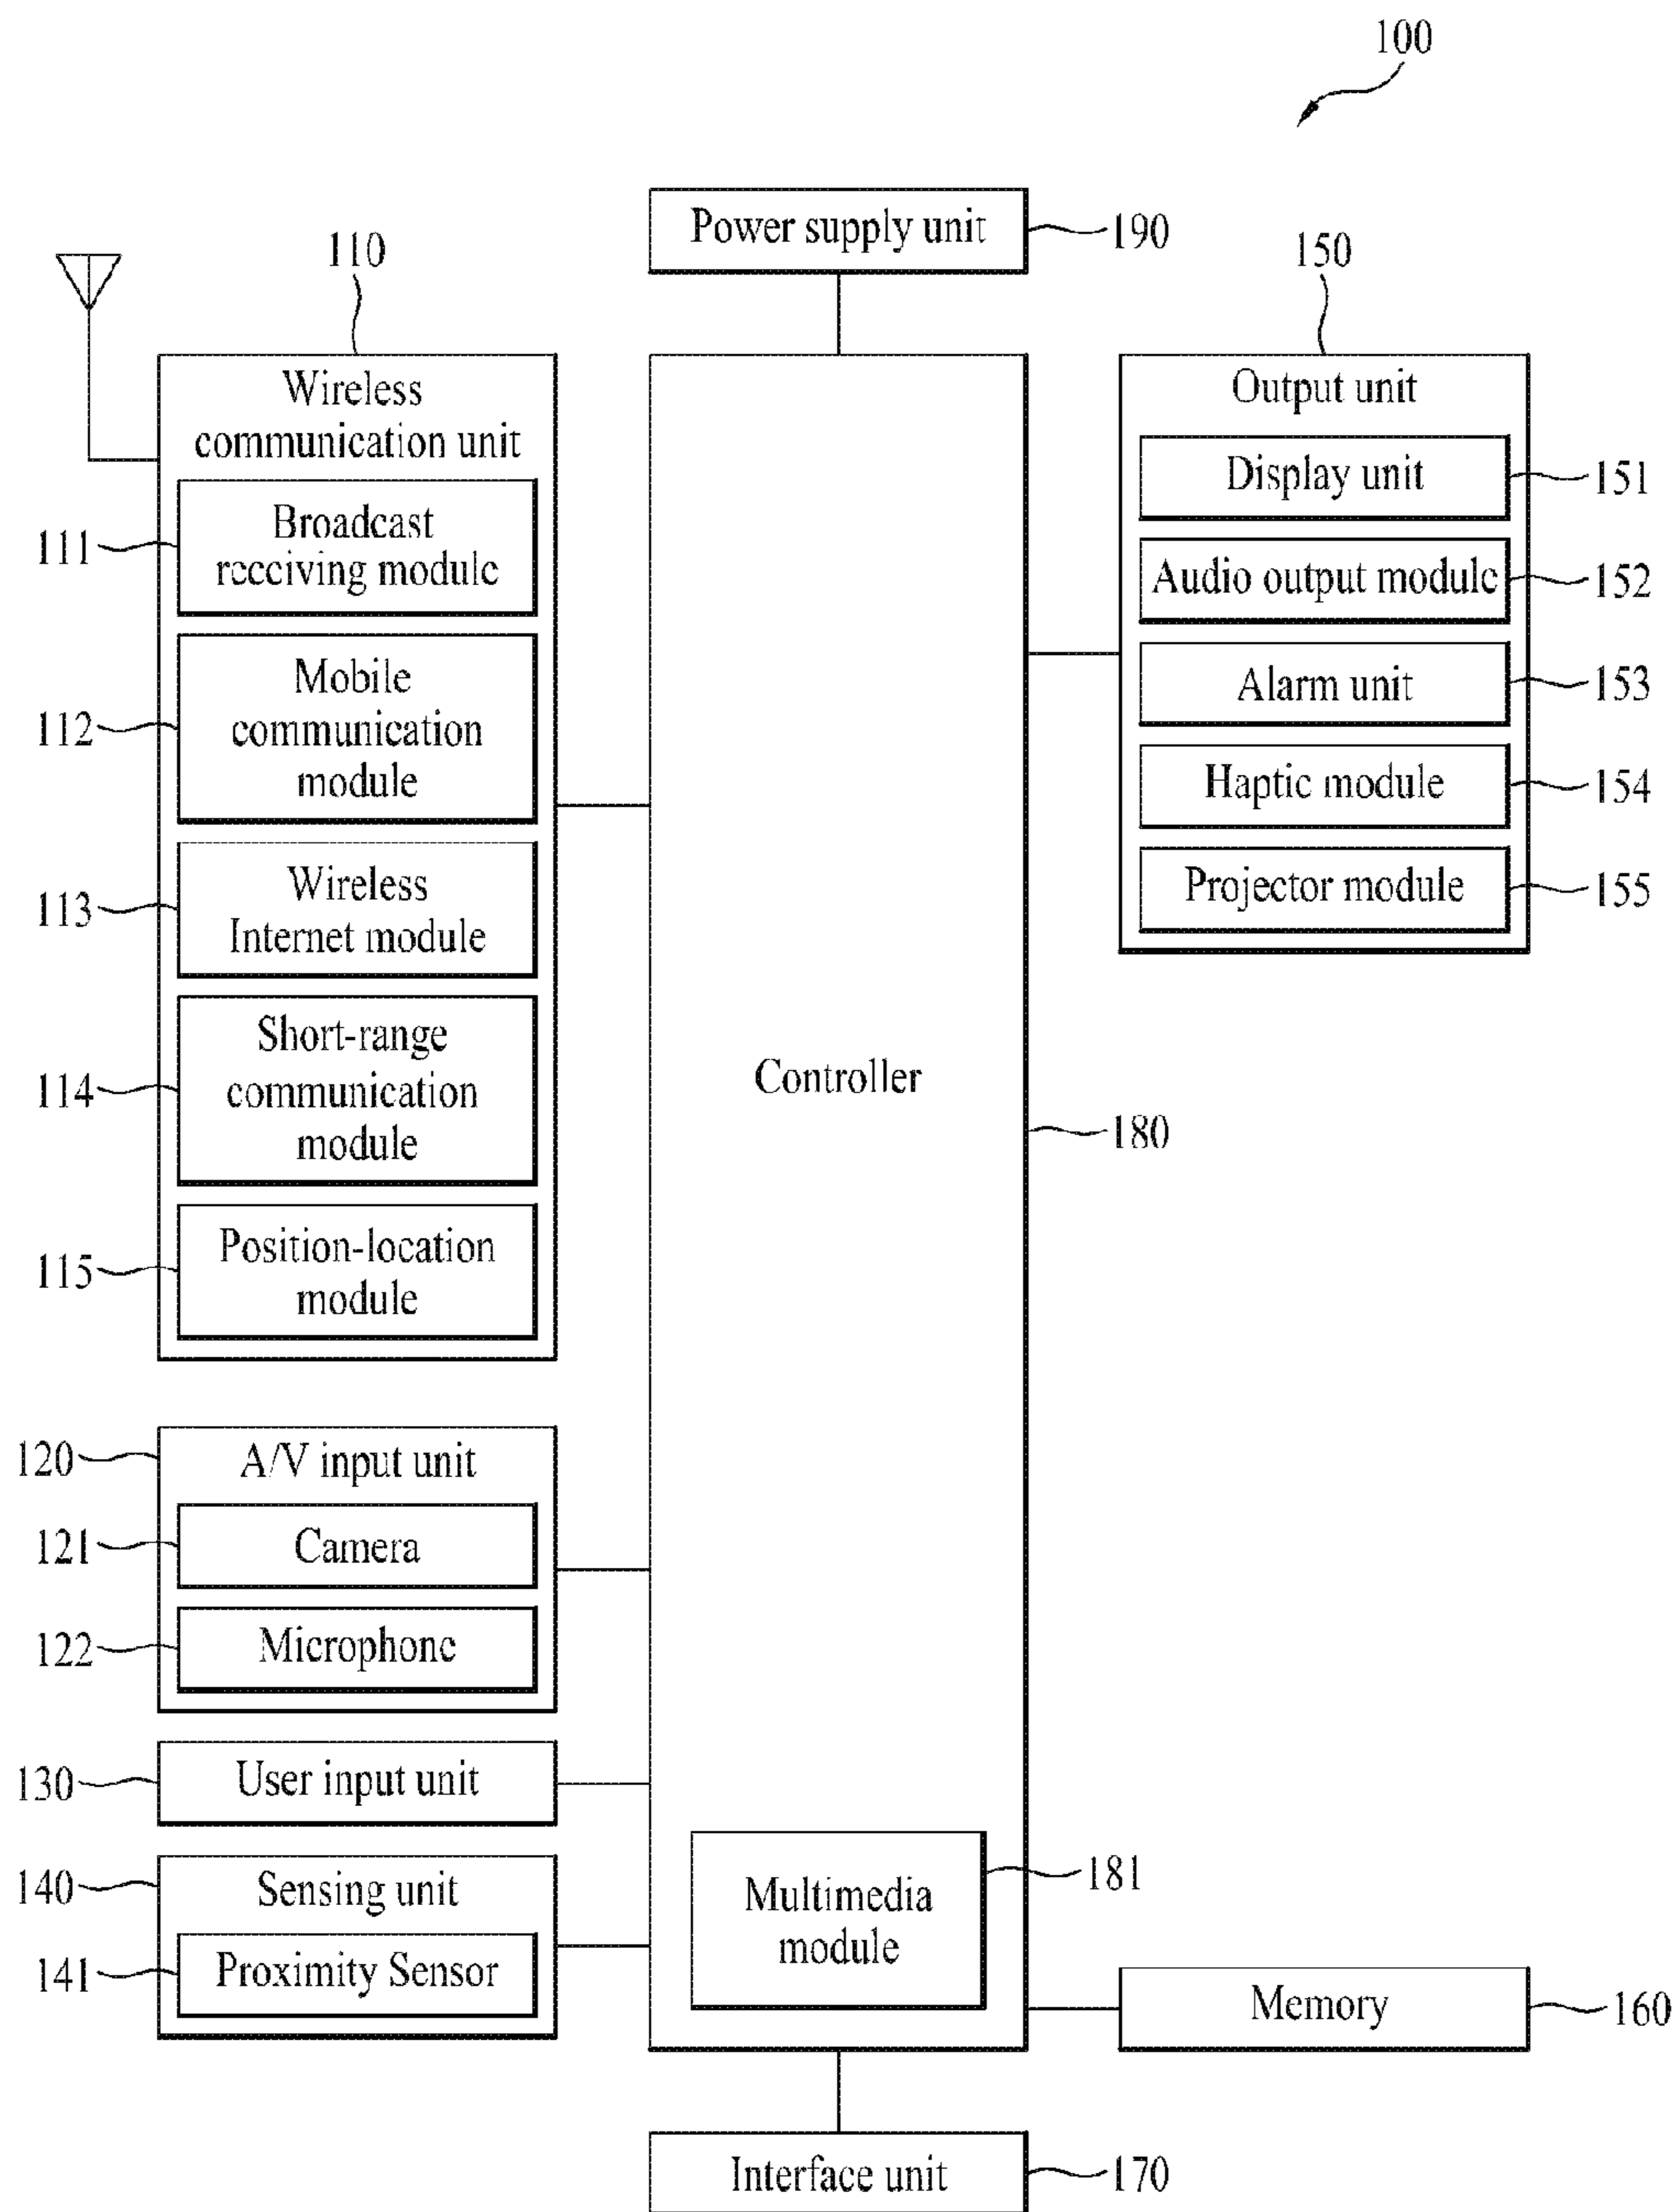 100
Power supply unit
190
110
Wireless
communication unit
111
Broadcast
receiving module
112
Mobile
communication
module
113
Wireless
Internet module
114
Short-range
communication
module
115
Position-location
module
120
A/V input unit
121
Camera
122
Microphone
130
User input unit
140
Sensing unit
141
Proximity Sensor
Controller
180
Multimedia
module
181
150
Output unit
Display unit
151
Audio output module
152
Alarm unit
153
Haptic module
154
Projector module
155
Memory
160
Interface unit
170